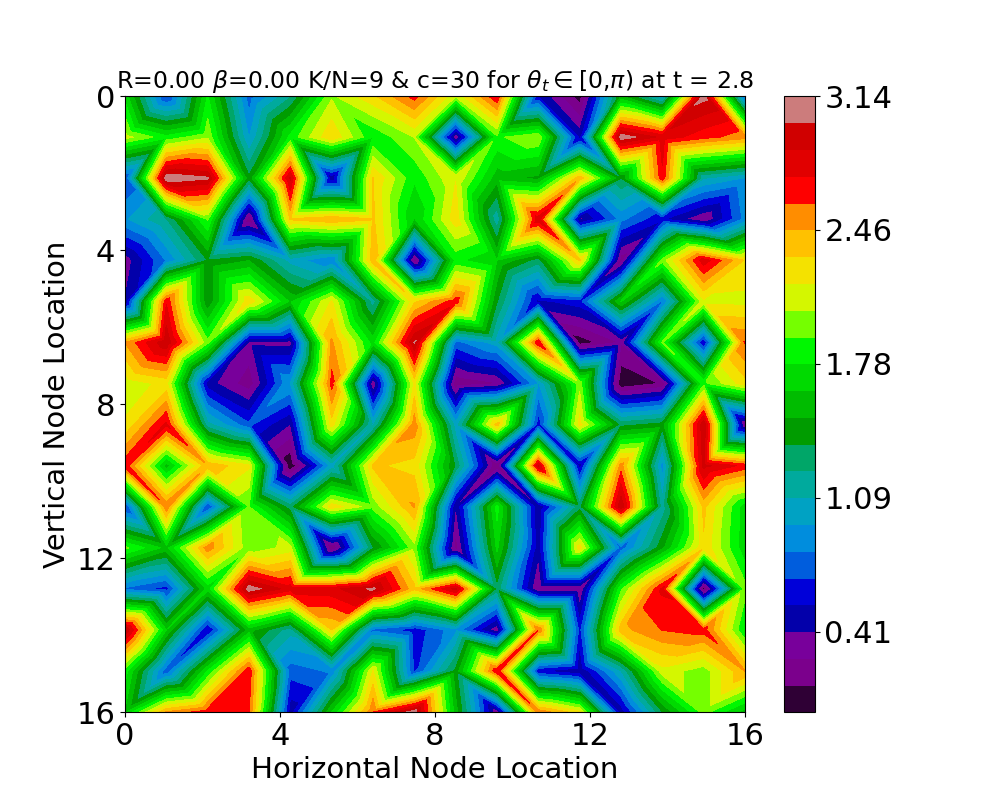 R=0.00 β=0.00 K/N=9 & c=30 for θₜ ∈ [0,π) at t = 2.8
0
4
8
12
16
Vertical Node Location
0 4 8 12 16
Horizontal Node Location
3.14
2.46
1.78
1.09
0.41